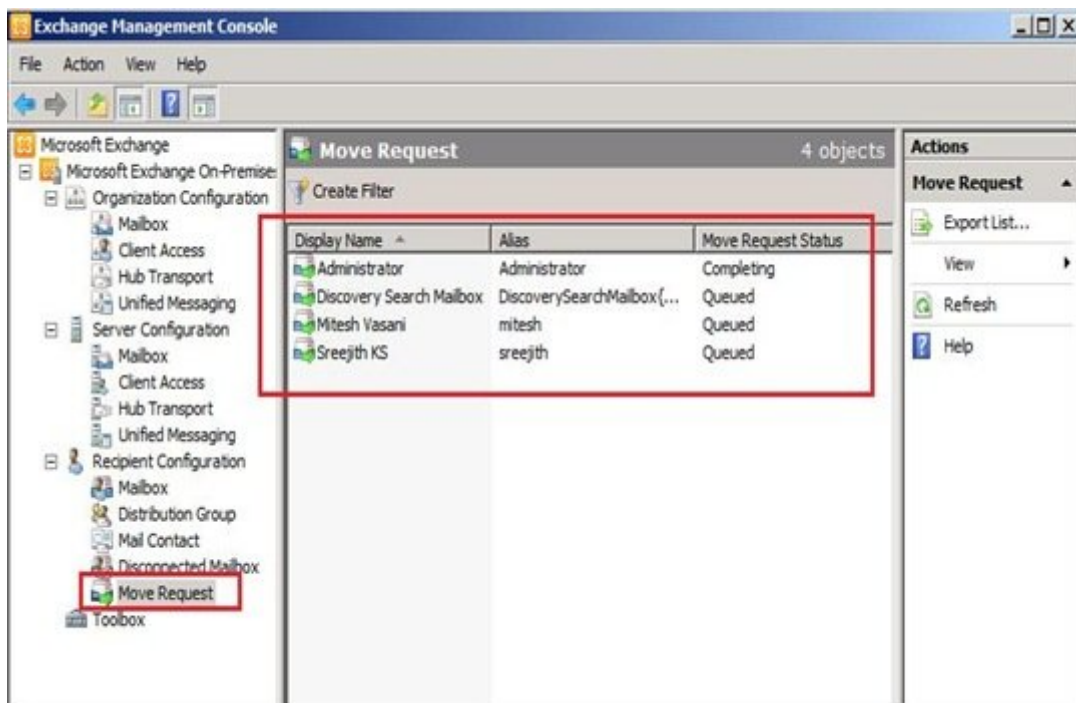 Exchange Management Console
File Action View Help
Microsoft Exchange
Microsoft Exchange On-Premise
Organization Configuration
Mailbox
Client Access
Hub Transport
Unified Messaging
Server Configuration
Mailbox
Client Access
Hub Transport
Unified Messaging
Recipient Configuration
Mailbox
Distribution Group
Mail Contact
Disconnected Mailbox
Move Request
Toolbox
Move Request 4 objects
Create Filter
Display Name Alias Move Request Status
Administrator Administrator Completing
Discovery Search Mailbox DiscoverySearchMailbox{... Queued
Mitesh Vasani mitesh Queued
Sreejith KS sreejith Queued
Actions
Move Request
Export List...
View
Refresh
Help